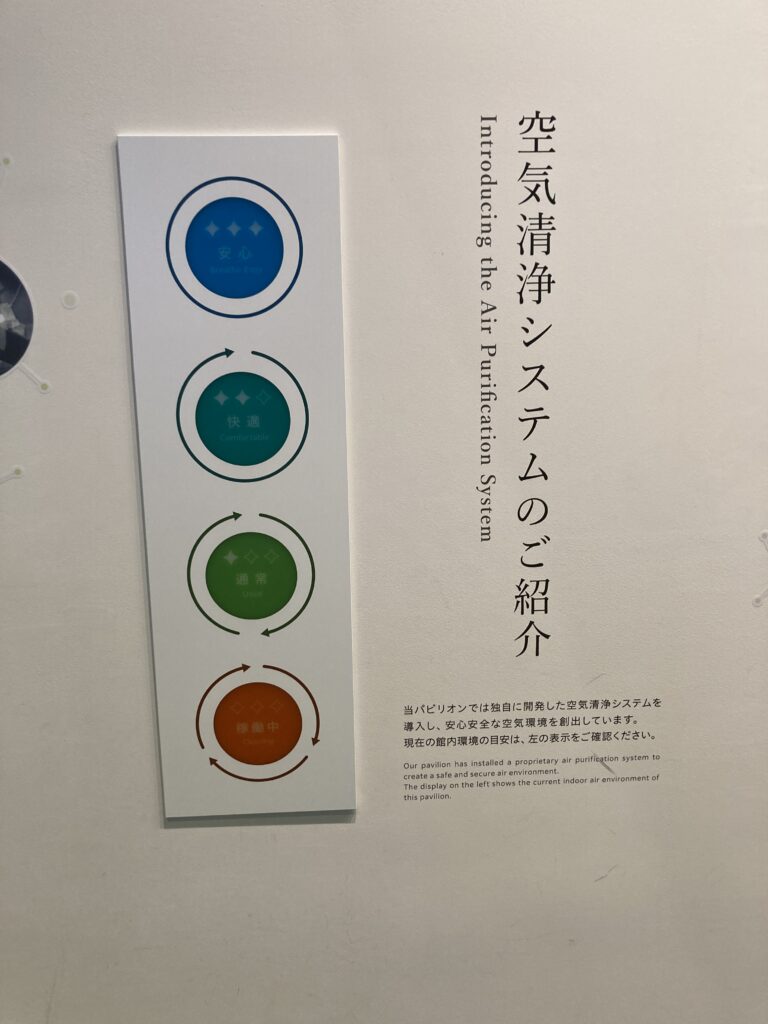 空気清浄システムのご紹介
Introducing the Air Purification System
安心
Breathe Easy
快適
Comfortable
通常
Usual
稼働中
Cleaning
当パビリオンでは独自に開発した空気清浄システムを
導入し、安心安全な空気環境を創出しています。
現在の館内環境の目安は、左の表示をご確認ください。
Our pavilion has installed a proprietary air purification system to
create a safe and secure air environment.
The display on the left shows the current indoor air environment of
this pavilion.